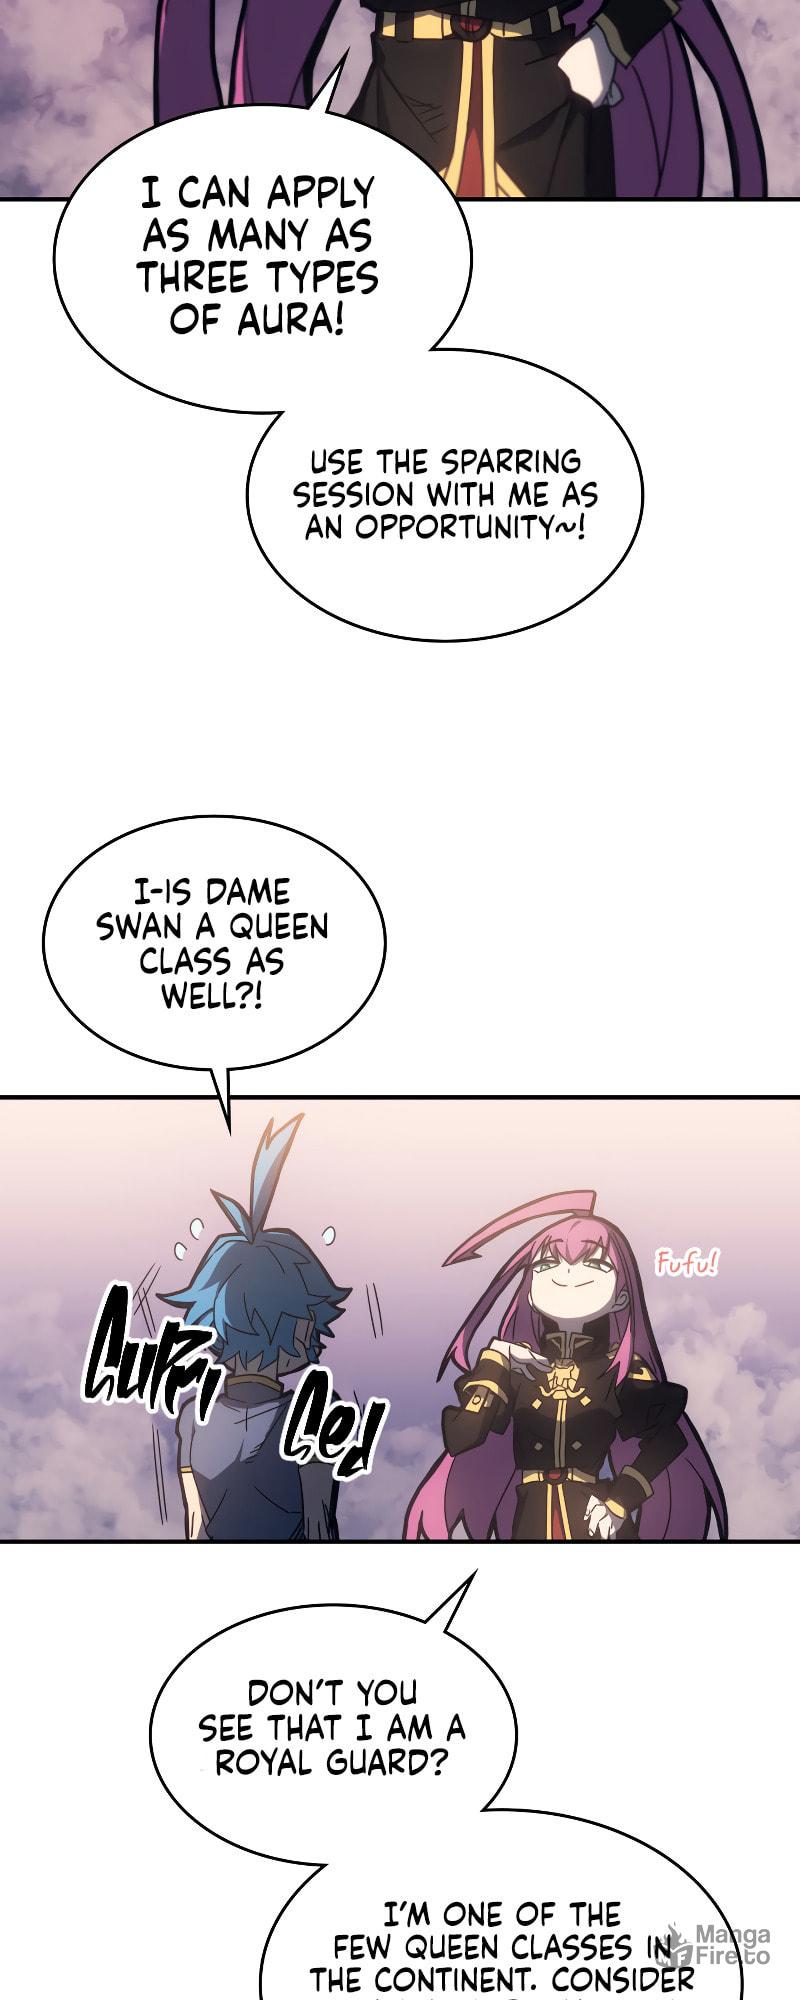 I CAN APPLY
AS MANY AS
THREE TYPES
OF AURA!
USE THE SPARRING
SESSION WITH ME AS
AN OPPORTUNITY~!
I-IS DAME
SWAN A QUEEN
CLASS AS
WELL?!
Fufu!
DON'T YOU
SEE THAT I AM A
ROYAL GUARD?
I'M ONE OF THE
FEW QUEEN CLASSES IN
THE CONTINENT. CONSIDER
Manga
Fire.to